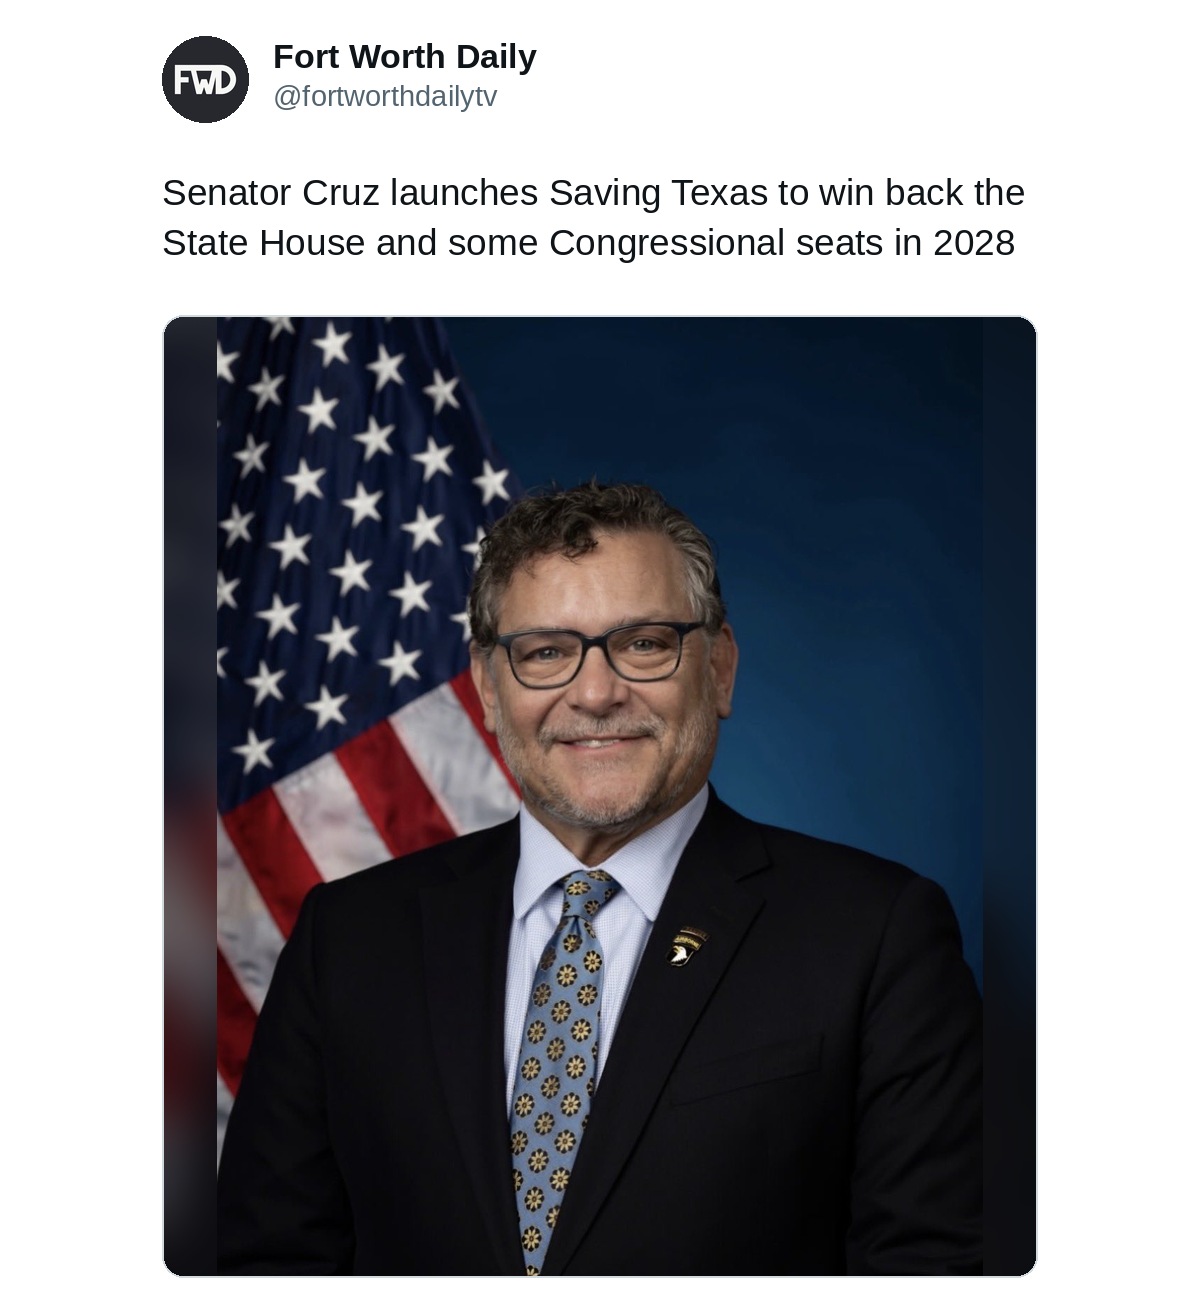 FWD
Fort Worth Daily
@fortworthdailytv
Senator Cruz launches Saving Texas to win back the
State House and some Congressional seats in 2028
AIRBORNE